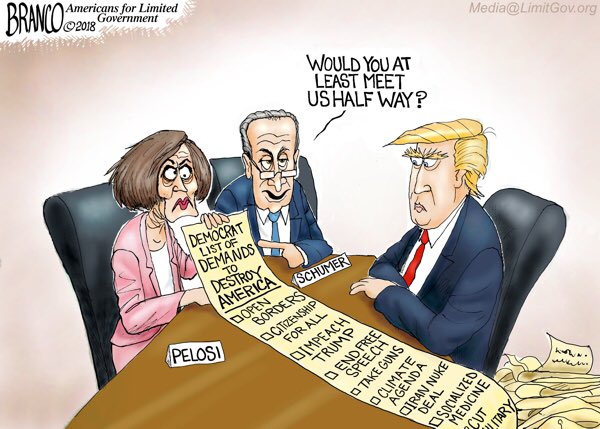 BRANCO
Americans for Limited
Government
©2018
Media@LimitGov.org
WOULD YOU AT
LEAST MEET
US HALF WAY?
DEMOCRAT
LIST OF
DEMANDS
TO
DESTROY
AMERICA
OPEN
BORDERS
CITIZENSHIP
FOR ALL
IMPEACH
TRUMP
END FREE
SPEECH
TAKE GUNS
CLIMATE
AGENDA
IRAN NUKE
DEAL
SOCIALIZED
MEDICINE
CUT
MILITARY
PELOSI
SCHUMER